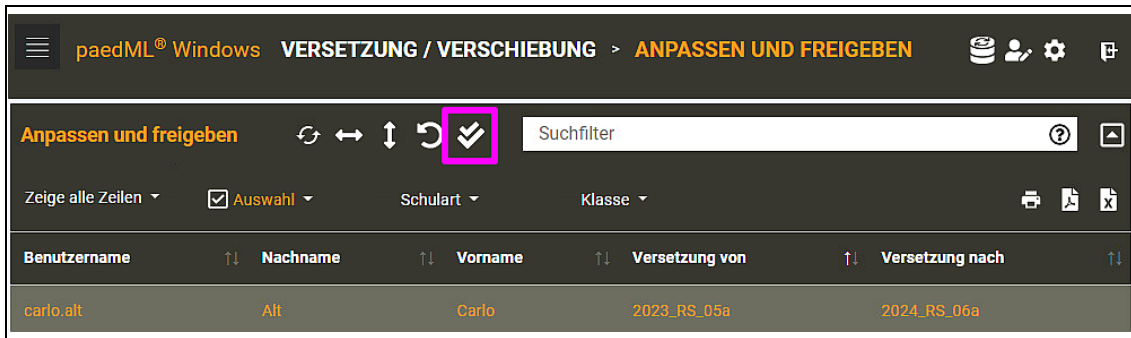 paedML® Windows VERSETZUNG / VERSCHIEBUNG > ANPASSEN UND FREIGEBEN
Anpassen und freigeben Suchfilter
Zeige alle Zeilen Auswahl Schulart Klasse
Benutzername Nachname Vorname Versetzung von Versetzung nach
carlo.alt Alt Carlo 2023_RS_05a 2024_RS_06a